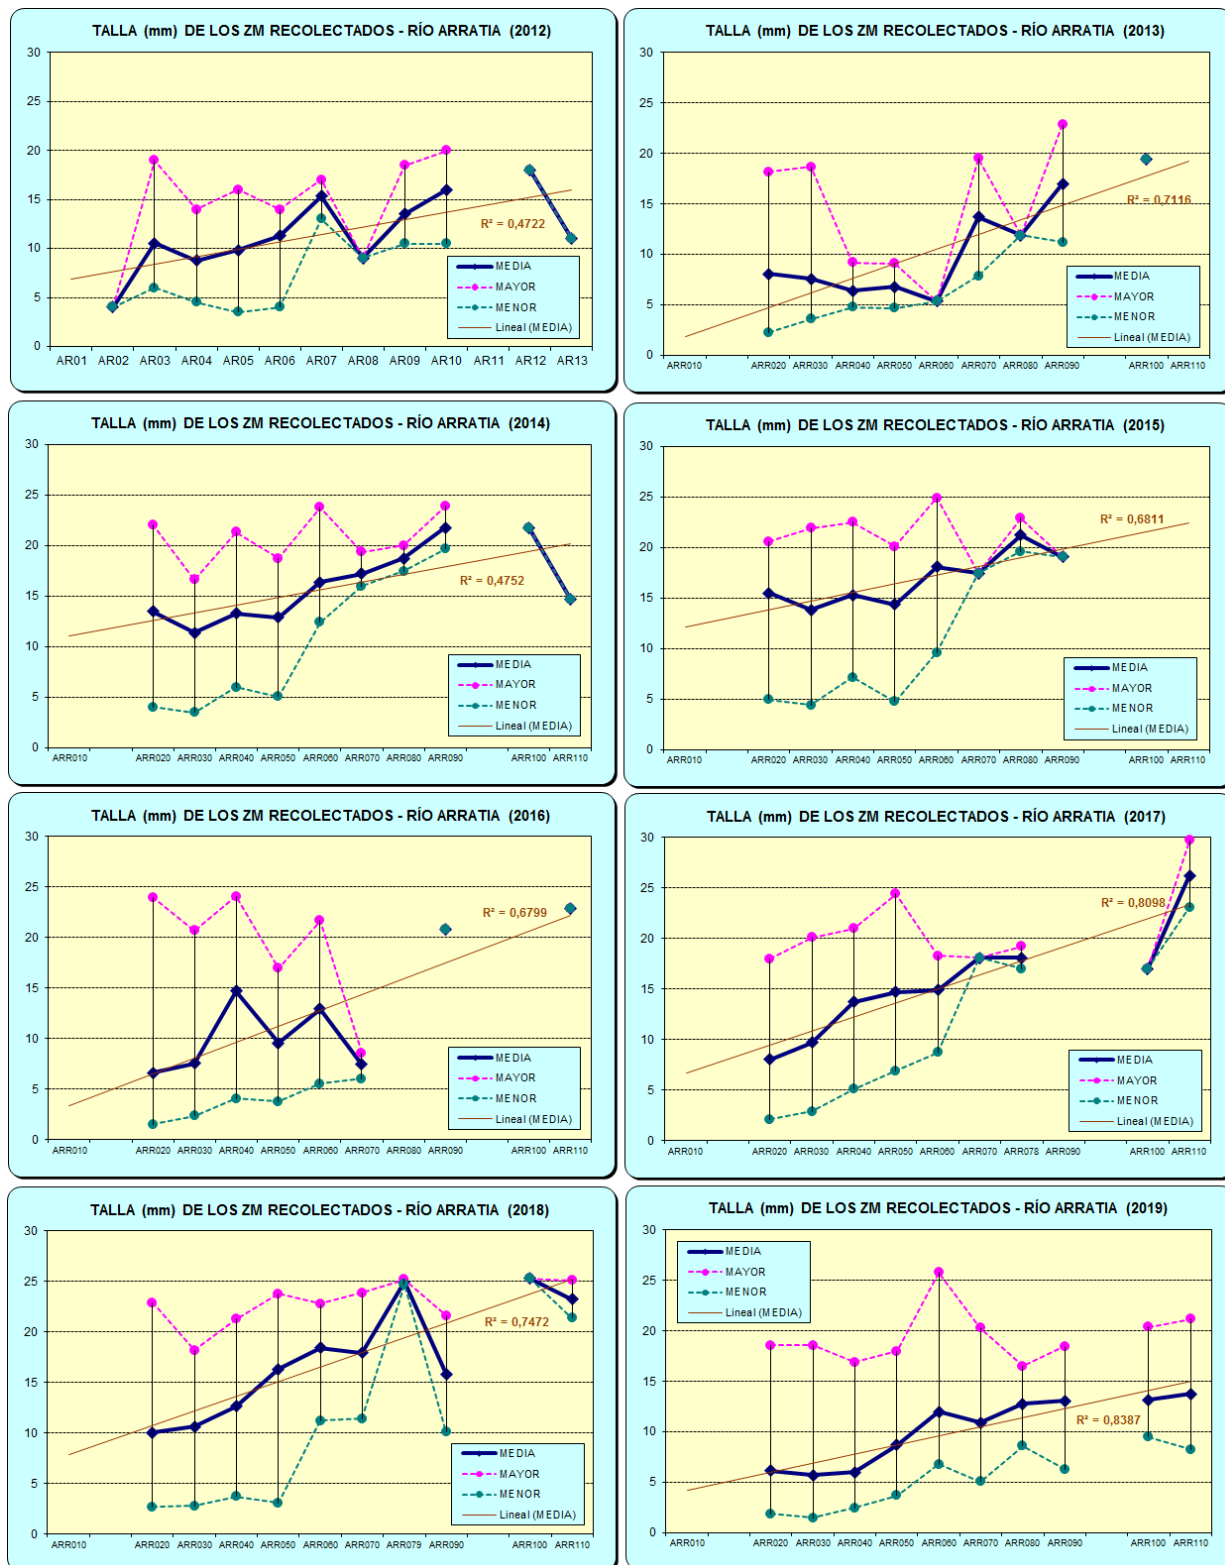 TALLA (mm) DE LOS ZM RECOLECTADOS - RÍO ARRATIA (2012)
30
25
20
15
10
5
0
R² = 0,4722
MEDIA
MAYOR
MENOR
Lineal (MEDIA)
AR01 AR02 AR03 AR04 AR05 AR06 AR07 AR08 AR09 AR10 AR11 AR12 AR13
TALLA (mm) DE LOS ZM RECOLECTADOS - RÍO ARRATIA (2013)
30
25
20
15
10
5
0
R² = 0,7116
MEDIA
MAYOR
MENOR
Lineal (MEDIA)
ARR010 ARR020 ARR030 ARR040 ARR050 ARR060 ARR070 ARR080 ARR090 ARR100 ARR110
TALLA (mm) DE LOS ZM RECOLECTADOS - RÍO ARRATIA (2014)
30
25
20
15
10
5
0
R² = 0,4752
MEDIA
MAYOR
MENOR
Lineal (MEDIA)
ARR010 ARR020 ARR030 ARR040 ARR050 ARR060 ARR070 ARR080 ARR090 ARR100 ARR110
TALLA (mm) DE LOS ZM RECOLECTADOS - RÍO ARRATIA (2015)
30
25
20
15
10
5
0
R² = 0,6811
MEDIA
MAYOR
MENOR
Lineal (MEDIA)
ARR010 ARR020 ARR030 ARR040 ARR050 ARR060 ARR070 ARR080 ARR090 ARR100 ARR110
TALLA (mm) DE LOS ZM RECOLECTADOS - RÍO ARRATIA (2016)
30
25
20
15
10
5
0
R² = 0,6799
MEDIA
MAYOR
MENOR
Lineal (MEDIA)
ARR010 ARR020 ARR030 ARR040 ARR050 ARR060 ARR070 ARR080 ARR090 ARR100 ARR110
TALLA (mm) DE LOS ZM RECOLECTADOS - RÍO ARRATIA (2017)
30
25
20
15
10
5
0
R² = 0,8098
MEDIA
MAYOR
MENOR
Lineal (MEDIA)
ARR010 ARR020 ARR030 ARR040 ARR050 ARR060 ARR070 ARR078 ARR090 ARR100 ARR110
TALLA (mm) DE LOS ZM RECOLECTADOS - RÍO ARRATIA (2018)
30
25
20
15
10
5
0
R² = 0,7472
MEDIA
MAYOR
MENOR
Lineal (MEDIA)
ARR010 ARR020 ARR030 ARR040 ARR050 ARR060 ARR070 ARR079 ARR090 ARR100 ARR110
TALLA (mm) DE LOS ZM RECOLECTADOS - RÍO ARRATIA (2019)
30
25
20
15
10
5
0
MEDIA
MAYOR
MENOR
Lineal (MEDIA)
R² = 0,8387
ARR010 ARR020 ARR030 ARR040 ARR050 ARR060 ARR070 ARR080 ARR090 ARR100 ARR110